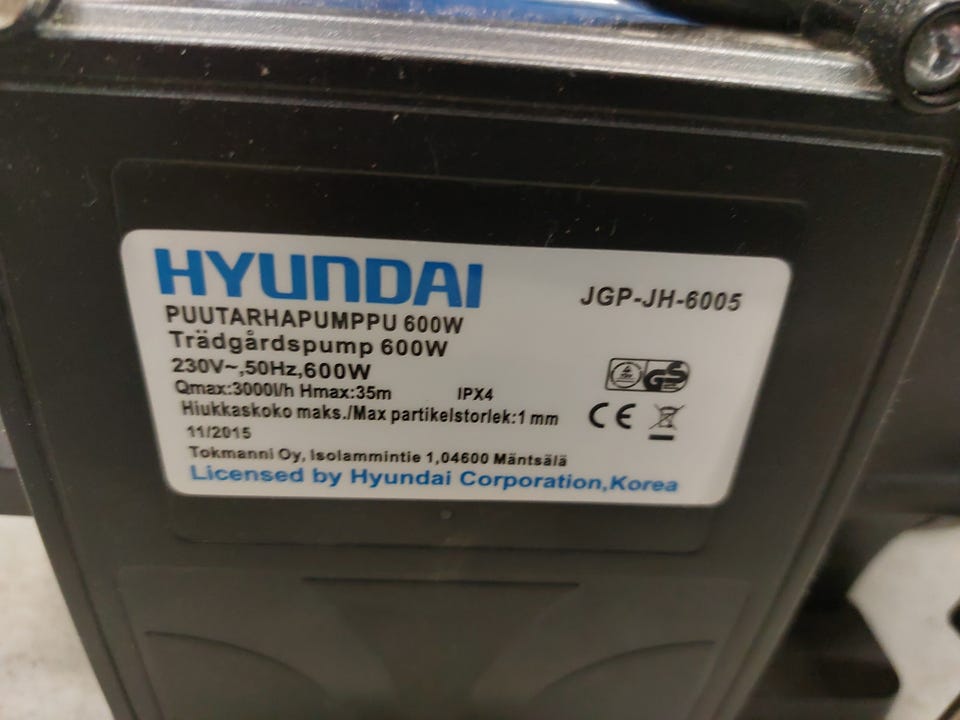 HYUNDAI
JGP-JH-6005
PUUTARHAPUMPPU 600W
Trädgårdspump 600W
230V~,50Hz,600W
Qmax:3000l/h Hmax:35m IPX4
Hiukkaskoko maks./Max partikelstorlek:1 mm
11/2015
Tokmanni Oy, Isolammintie 1,04600 Mäntsälä
Licensed by Hyundai Corporation,Korea
GS
CE